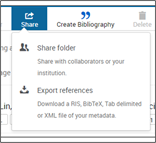 Share
Create Bibliography
Delete
Share folder
Share with collaborators or your
institution.
Export references
Download a RIS, BibTeX, Tab delimited
or XML file of your metadata.